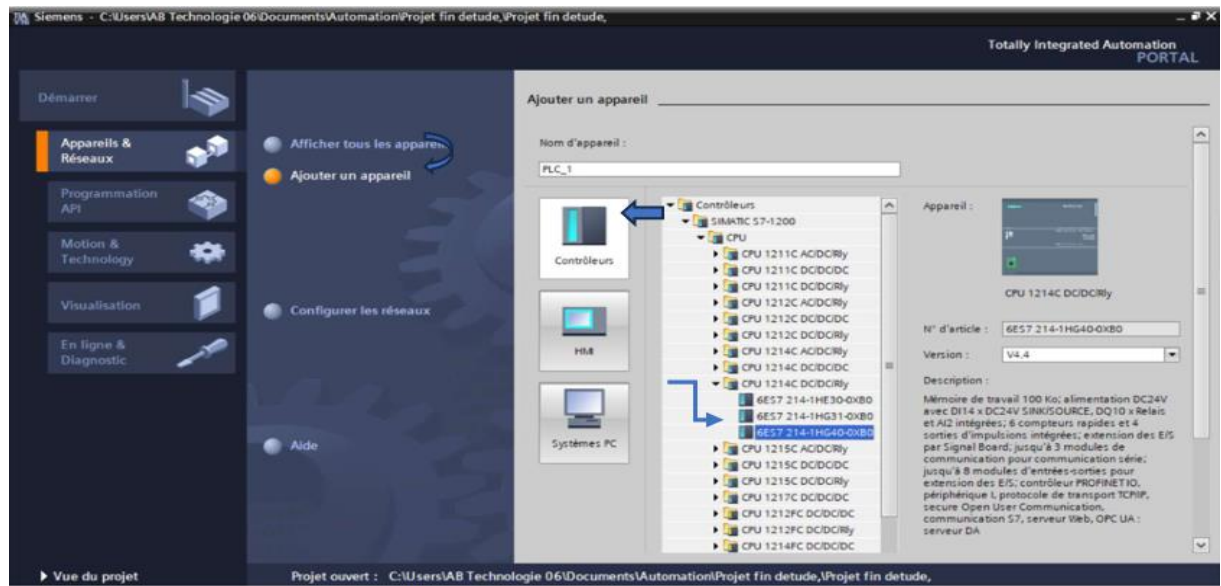 Siemens - C:\Users\AB Technologie 06\Documents\Automation\Projet fin detude,\Projet fin detude,
Totally Integrated Automation
PORTAL
Démarrer
Appareils &
Réseaux
Programmation
API
Motion &
Technology
Visualisation
En ligne &
Diagnostic
Afficher tous les appareils
Ajouter un appareil
Configurer les réseaux
Aide
Ajouter un appareil
Nom d'appareil :
PLC_1
Contrôleurs
HMI
Systèmes PC
Contrôleurs
SIMATIC S7-1200
CPU
CPU 1211C AC/DC/Rly
CPU 1211C DC/DC/DC
CPU 1211C DC/DC/Rly
CPU 1212C AC/DC/Rly
CPU 1212C DC/DC/DC
CPU 1212C DC/DC/Rly
CPU 1214C AC/DC/Rly
CPU 1214C DC/DC/DC
CPU 1214C DC/DC/Rly
6ES7 214-1HE30-0XB0
6ES7 214-1HG31-0XB0
6ES7 214-1HG40-0XB0
CPU 1215C AC/DC/Rly
CPU 1215C DC/DC/DC
CPU 1215C DC/DC/Rly
CPU 1217C DC/DC/DC
CPU 1212FC DC/DC/DC
CPU 1212FC DC/DC/Rly
CPU 1214FC DC/DC/DC
Appareil :
CPU 1214C DC/DC/Rly
N° d'article :
6ES7 214-1HG40-0XB0
Version :
V4.4
Description :
Mémoire de travail 100 Ko; alimentation DC24V
avec DI14 x DC24V SINK/SOURCE, DQ10 x Relais
et AI2 intégrées; 6 compteurs rapides et 4
sorties d'impulsions intégrées; extension des E/S
par Signal Board; jusqu'à 3 modules de
communication pour communication série;
jusqu'à 8 modules d'entrées-sorties pour
extension des E/S; contrôleur PROFINET IO,
périphérique I, protocole de transport TCP/IP,
secure Open User Communication,
communication S7, serveur Web, OPC UA :
serveur DA
Vue du projet
Projet ouvert : C:\Users\AB Technologie 06\Documents\Automation\Projet fin detude,\Projet fin detude,